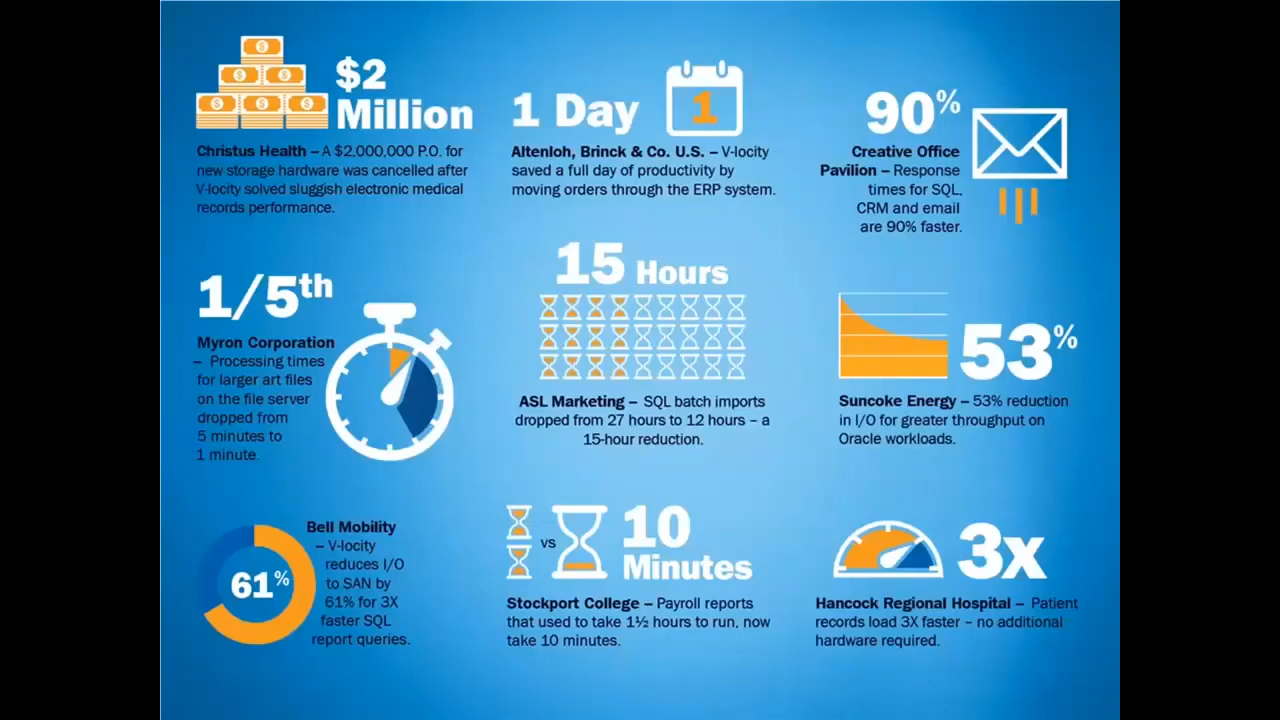 $2
Million
Christus Health – A $2,000,000 P.O. for
new storage hardware was cancelled after
V-locity solved sluggish electronic medical
records performance.
1 Day
1
Altenloh, Brinck & Co. U.S. – V-locity
saved a full day of productivity by
moving orders through the ERP system.
90%
Creative Office
Pavilion – Response
times for SQL,
CRM and email
are 90% faster.
1/5th
Myron Corporation
– Processing times
for larger art files
on the file server
dropped from
5 minutes to
1 minute.
15 Hours
ASL Marketing – SQL batch imports
dropped from 27 hours to 12 hours – a
15-hour reduction.
53%
Suncoke Energy – 53% reduction
in I/O for greater throughput on
Oracle workloads.
61%
Bell Mobility
– V-locity
reduces I/O
to SAN by
61% for 3X
faster SQL
report queries.
vs
10
Minutes
Stockport College – Payroll reports
that used to take 1½ hours to run, now
take 10 minutes.
3x
Hancock Regional Hospital – Patient
records load 3X faster – no additional
hardware required.